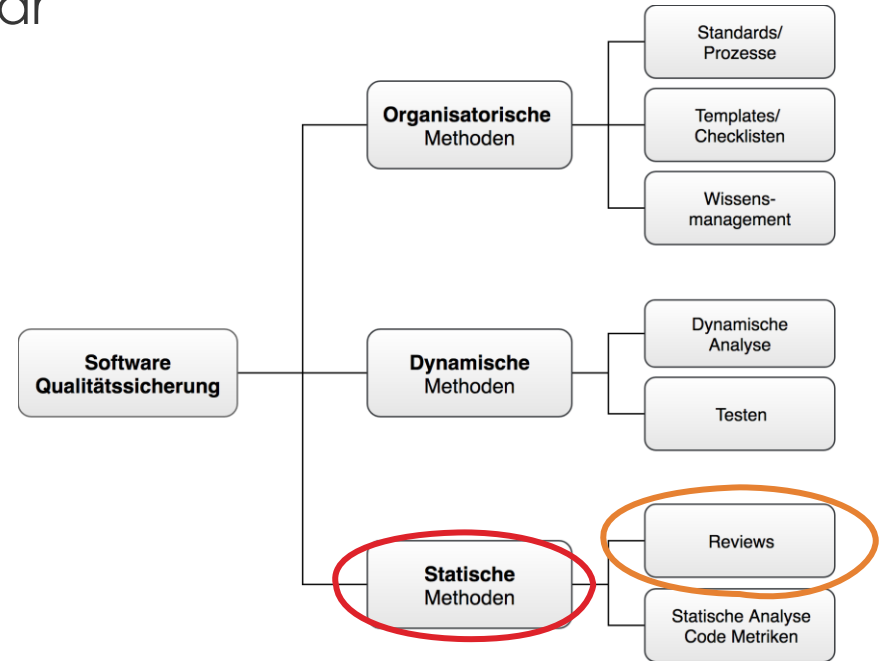 Standards/
Prozesse
Organisatorische
Methoden
Templates/
Checklisten
Wissens-
management
Software
Qualitätssicherung
Dynamische
Methoden
Dynamische
Analyse
Testen
Statische
Methoden
Reviews
Statische Analyse
Code Metriken